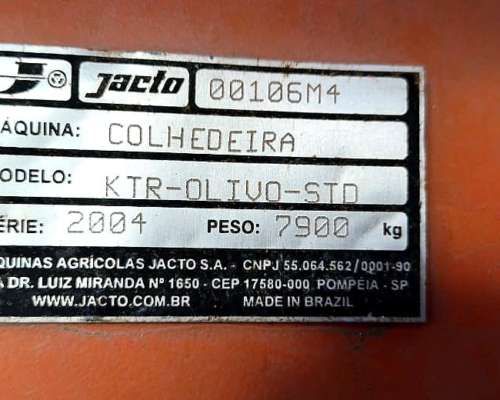 Jacto 00106M4
ÁQUINA: COLHEDEIRA
ODELO: KTR-OLIVO-STD
ÉRIE: 2004 PESO: 7900 kg
QUINAS AGRÍCOLAS JACTO S.A. - CNPJ 55.064.562/0001-90
A DR. LUIZ MIRANDA Nº 1650 - CEP 17580-000 POMPÉIA - SP
WWW.JACTO.COM.BR MADE IN BRAZIL